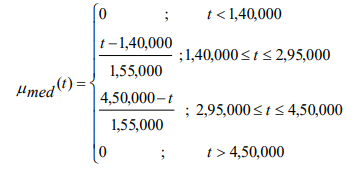 0 ; t < 1,40,000
t − 1,40,000
1,55,000
; 1,40,000 ≤ t ≤ 2,95,000
μmed (t) =
4,50,000 − t
1,55,000
; 2,95,000 ≤ t ≤ 4,50,000
0 ; t > 4,50,000